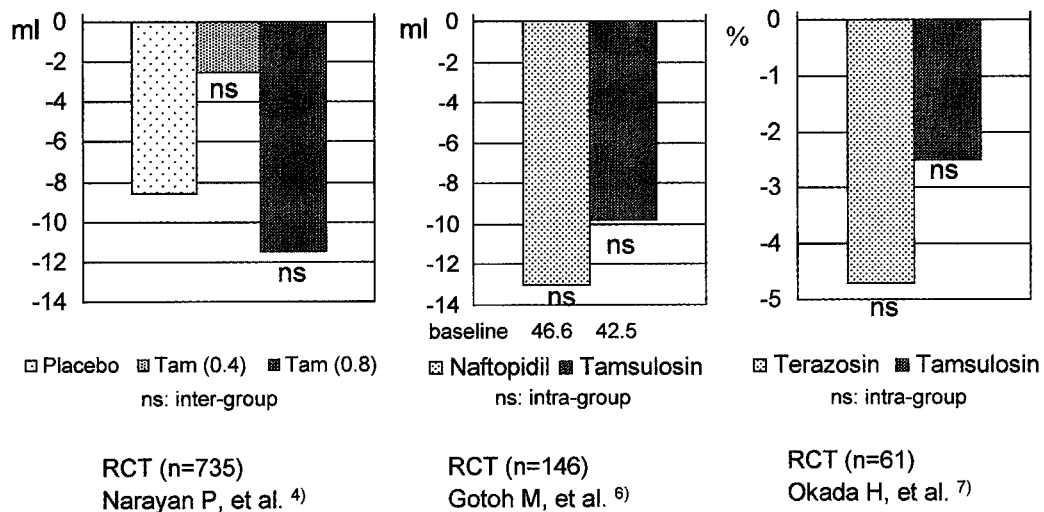 ml
0
-2
-4
-6
-8
-10
-12
-14
ns
ns
Placebo Tam (0.4) Tam (0.8)
ns: inter-group
RCT (n=735)
Narayan P, et al. 4)
ml
0
-2
-4
-6
-8
-10
-12
-14
ns
ns
baseline 46.6 42.5
Naftopidil Tamsulosin
ns: intra-group
RCT (n=146)
Gotoh M, et al. 6)
%
0
-1
-2
-3
-4
-5
ns
ns
Terazosin Tamsulosin
ns: intra-group
RCT (n=61)
Okada H, et al. 7)